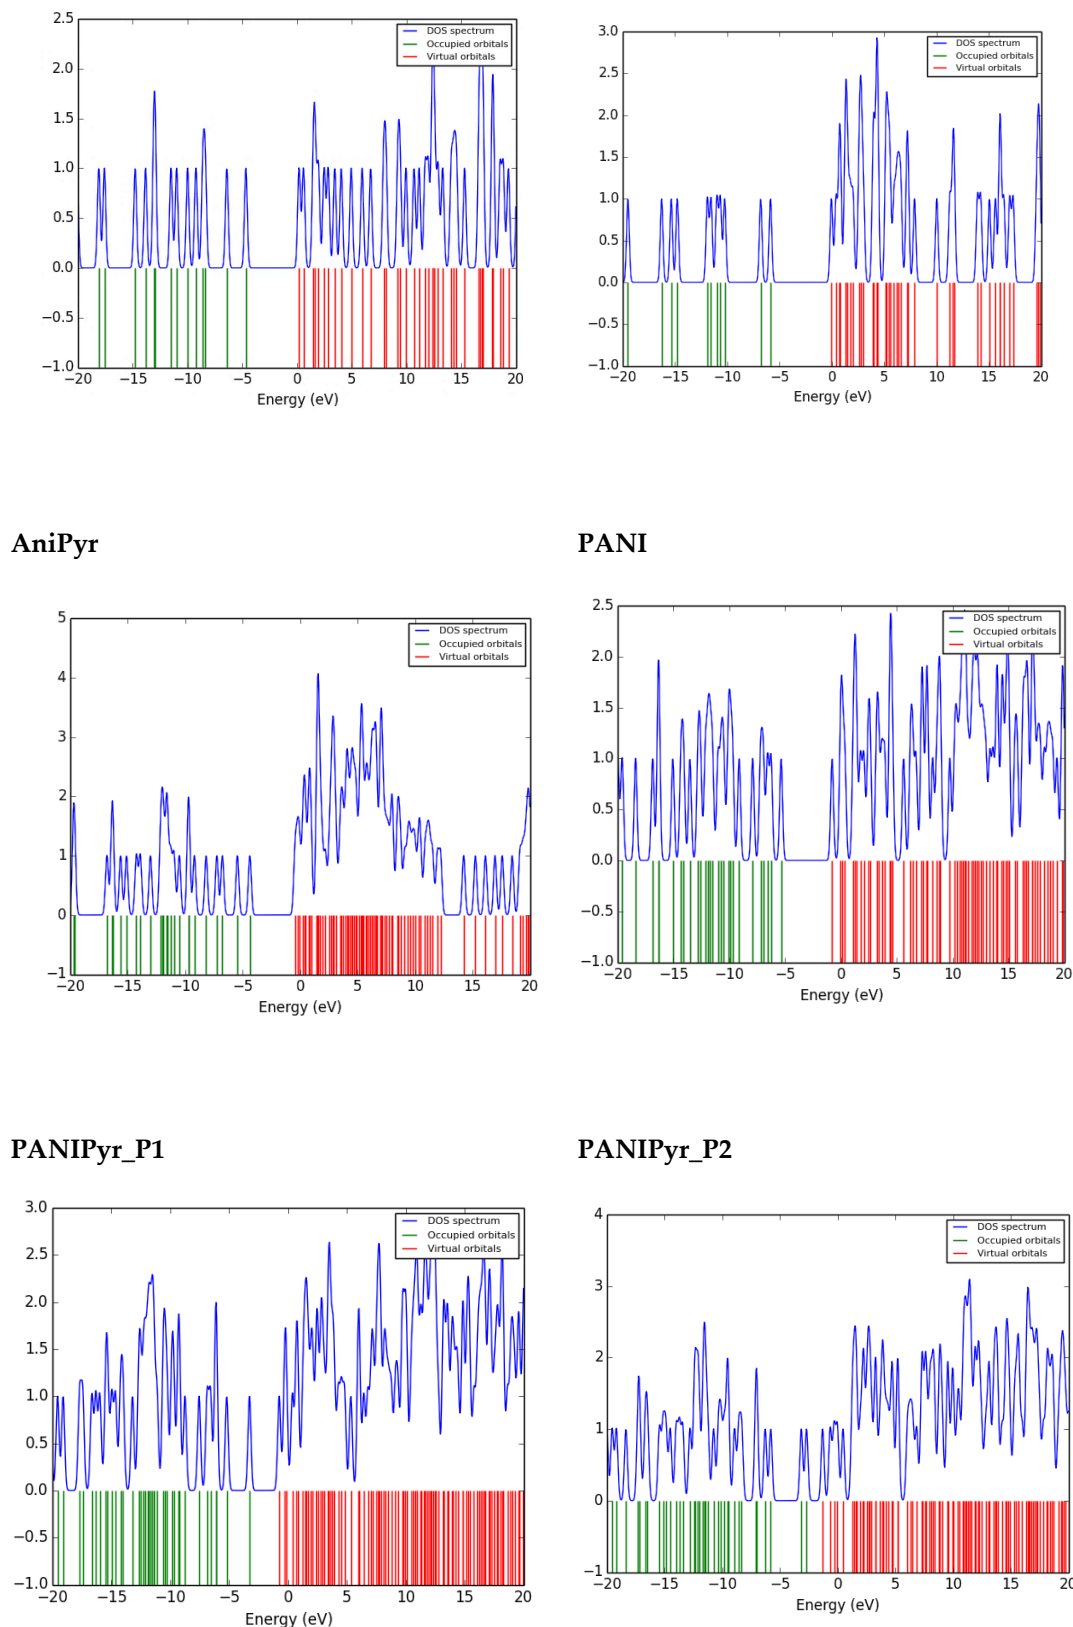 2.5
2.0
1.5
1.0
0.5
0.0
−0.5
−1.0
−20 −15 −10 −5 0 5 10 15 20
Energy (eV)
DOS spectrum
Occupied orbitals
Virtual orbitals
3.0
2.5
2.0
1.5
1.0
0.5
0.0
−0.5
−1.0
−20 −15 −10 −5 0 5 10 15 20
Energy (eV)
DOS spectrum
Occupied orbitals
Virtual orbitals
AniPyr
PANI
5
4
3
2
1
0
−1
−20 −15 −10 −5 0 5 10 15 20
Energy (eV)
DOS spectrum
Occupied orbitals
Virtual orbitals
2.5
2.0
1.5
1.0
0.5
0.0
−0.5
−1.0
−20 −15 −10 −5 0 5 10 15 20
Energy (eV)
DOS spectrum
Occupied orbitals
Virtual orbitals
PANIPyr_P1
PANIPyr_P2
3.0
2.5
2.0
1.5
1.0
0.5
0.0
−0.5
−1.0
−20 −15 −10 −5 0 5 10 15 20
Energy (eV)
DOS spectrum
Occupied orbitals
Virtual orbitals
4
3
2
1
0
−1
−20 −15 −10 −5 0 5 10 15 20
Energy (eV)
DOS spectrum
Occupied orbitals
Virtual orbitals